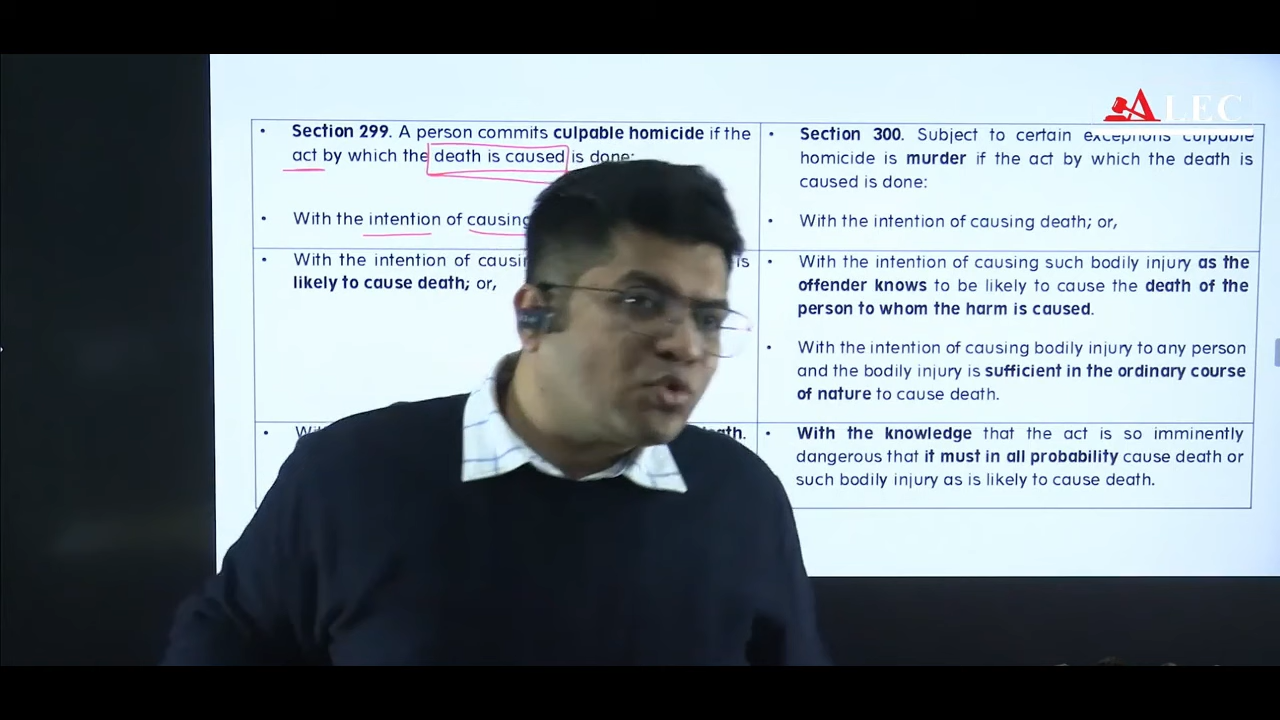 ALEC
Section 299. A person commits culpable homicide if the
act by which the death is caused is done:
With the intention of causing
With the intention of causi is
likely to cause death; or,
Wit death.
Section 300. Subject to certain exceptions culpable
homicide is murder if the act by which the death is
caused is done:
With the intention of causing death; or,
With the intention of causing such bodily injury as the
offender knows to be likely to cause the death of the
person to whom the harm is caused.
With the intention of causing bodily injury to any person
and the bodily injury is sufficient in the ordinary course
of nature to cause death.
With the knowledge that the act is so imminently
dangerous that it must in all probability cause death or
such bodily injury as is likely to cause death.